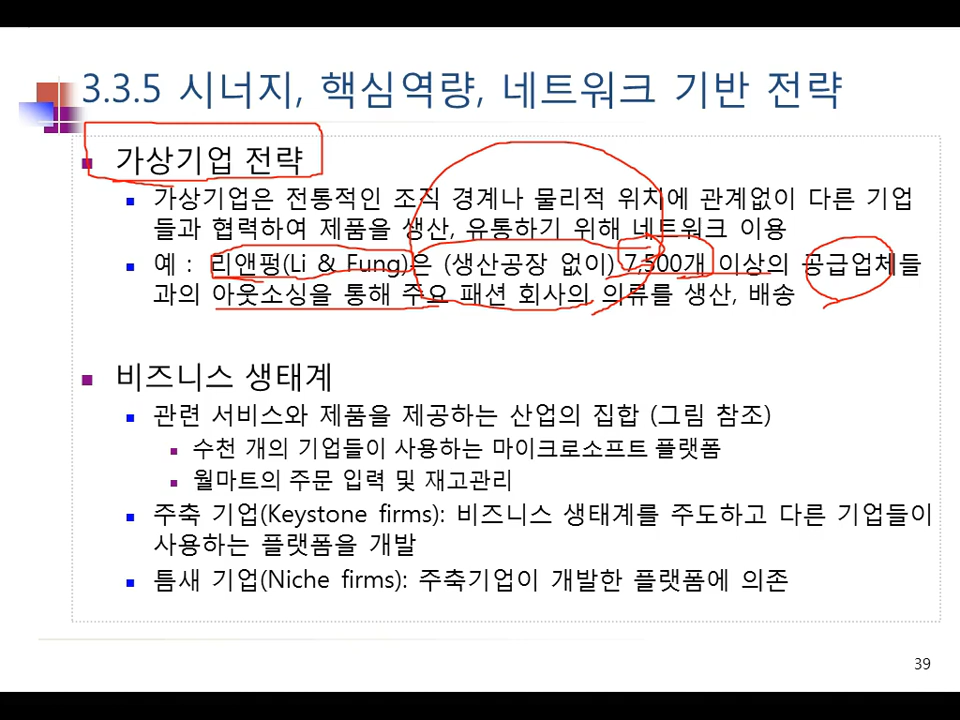 3.3.5 시너지, 핵심역량, 네트워크 기반 전략
가상기업 전략
가상기업은 전통적인 조직 경계나 물리적 위치에 관계없이 다른 기업
들과 협력하여 제품을 생산, 유통하기 위해 네트워크 이용
예 : 리앤펑(Li & Fung)은 (생산공장 없이) 7,500개 이상의 공급업체들
과의 아웃소싱을 통해 주요 패션 회사의 의류를 생산, 배송
비즈니스 생태계
관련 서비스와 제품을 제공하는 산업의 집합 (그림 참조)
수천 개의 기업들이 사용하는 마이크로소프트 플랫폼
월마트의 주문 입력 및 재고관리
주축 기업(Keystone firms): 비즈니스 생태계를 주도하고 다른 기업들이
사용하는 플랫폼을 개발
틈새 기업(Niche firms): 주축기업이 개발한 플랫폼에 의존
39